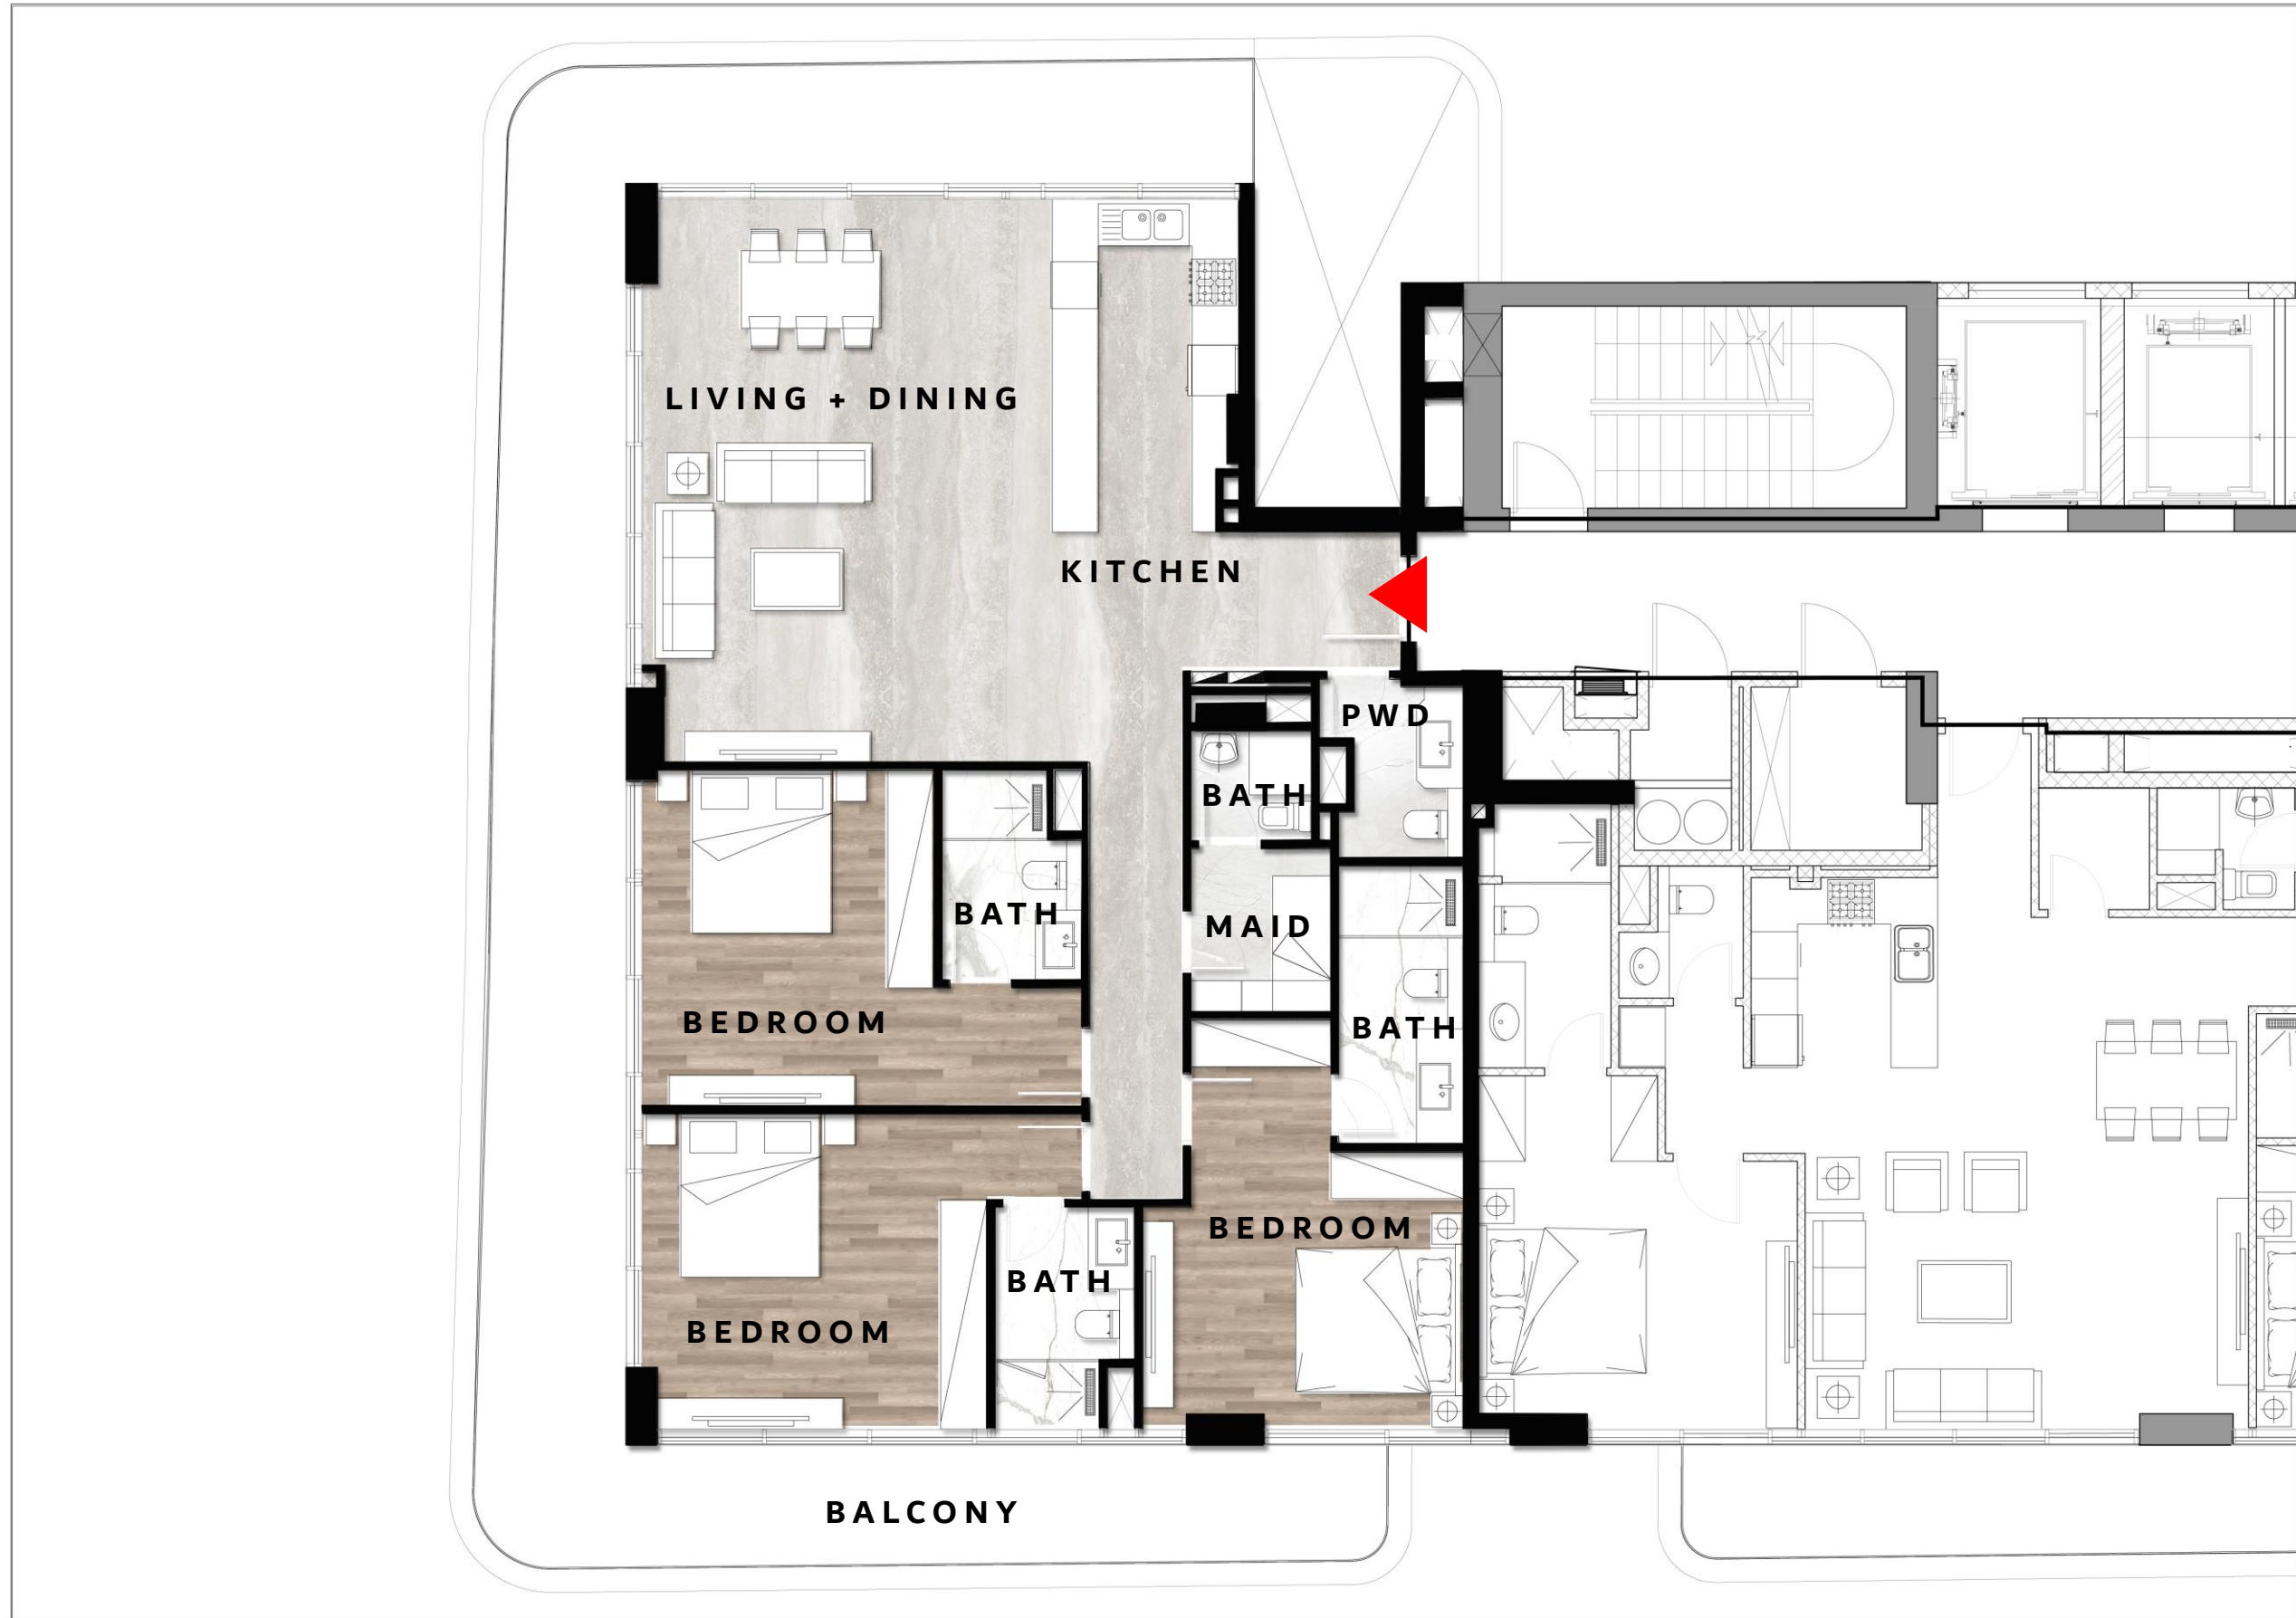 LIVING + DINING
KITCHEN
PWD
BATH
BATH
MAID
BEDROOM
BATH
BEDROOM
BATH
BEDROOM
BALCONY